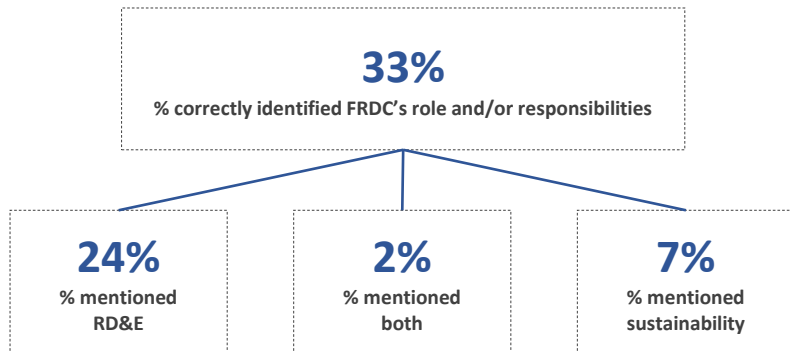 33%
% correctly identified FRDC's role and/or responsibilities
24%
% mentioned
RD&E
2%
% mentioned
both
7%
% mentioned
sustainability